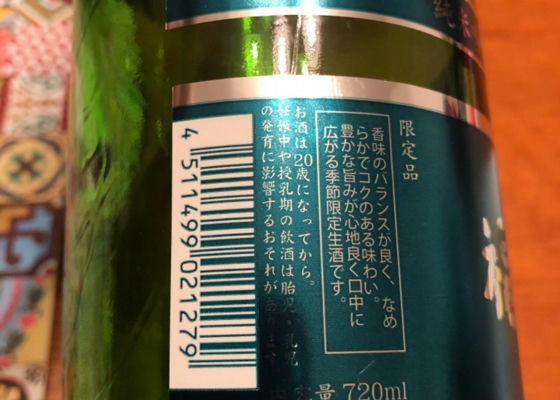 純米
限定品
香味のバランスが良く、なめ
らかでコクのある味わい。
豊かな旨みが心地良く口中に
広がる季節限定生酒です。
お酒は20歳になってから。
妊娠中や授乳期の飲酒は胎児・乳児
の発育に影響するおそれがあります
4511499021279
容量 720ml